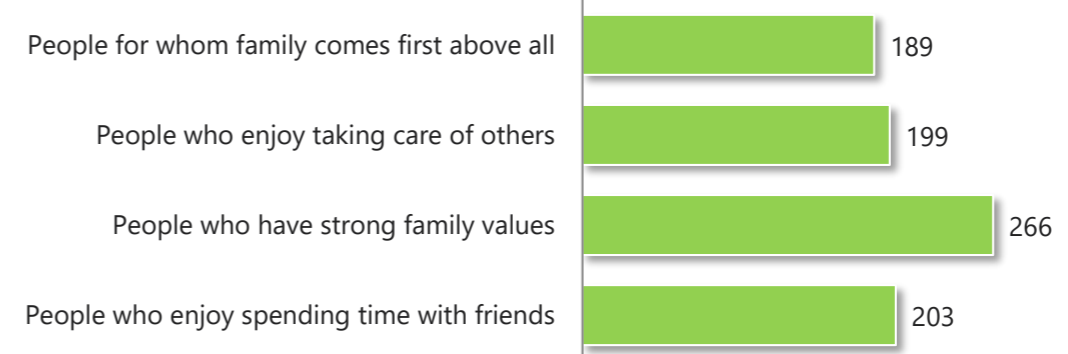 People for whom family comes first above all 189
People who enjoy taking care of others 199
People who have strong family values 266
People who enjoy spending time with friends 203